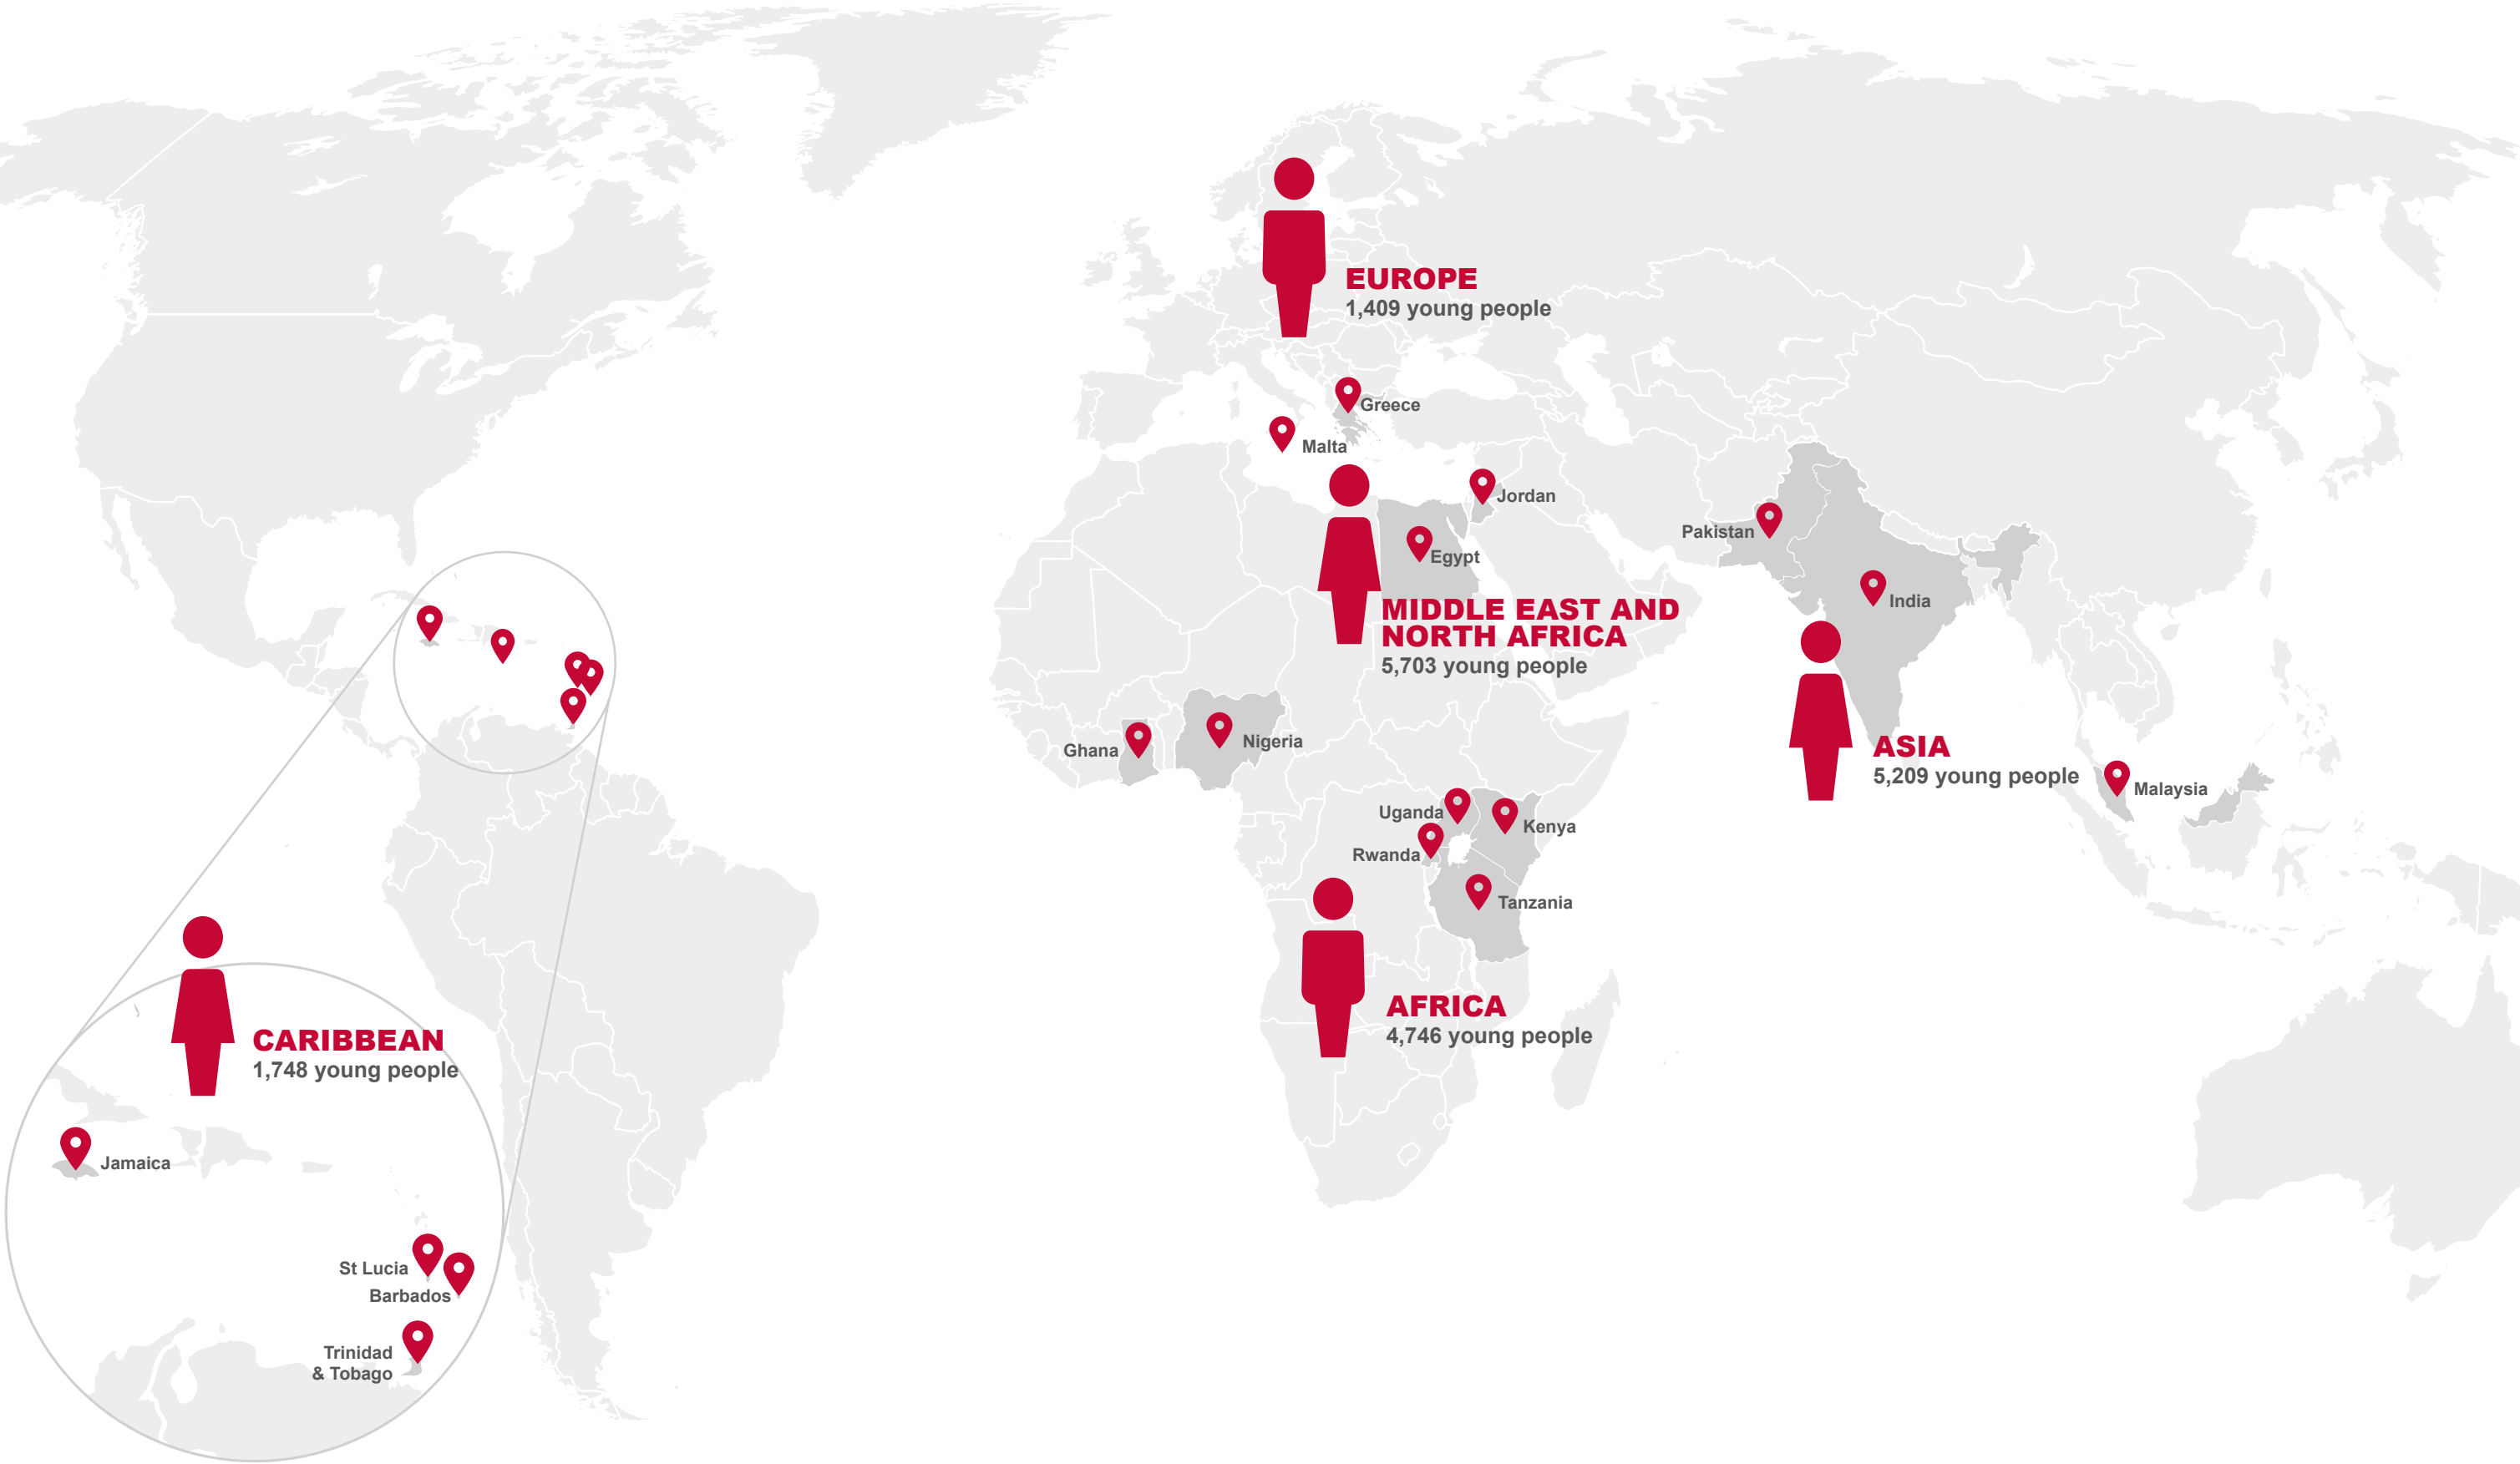 EUROPE
1,409 young people
Greece
Malta
Jordan
Pakistan
Egypt
India
MIDDLE EAST AND
NORTH AFRICA
5,703 young people
Ghana
Nigeria
ASIA
5,209 young people
Malaysia
Uganda
Kenya
Rwanda
Tanzania
AFRICA
4,746 young people
CARIBBEAN
1,748 young people
Jamaica
St Lucia
Barbados
Trinidad
& Tobago